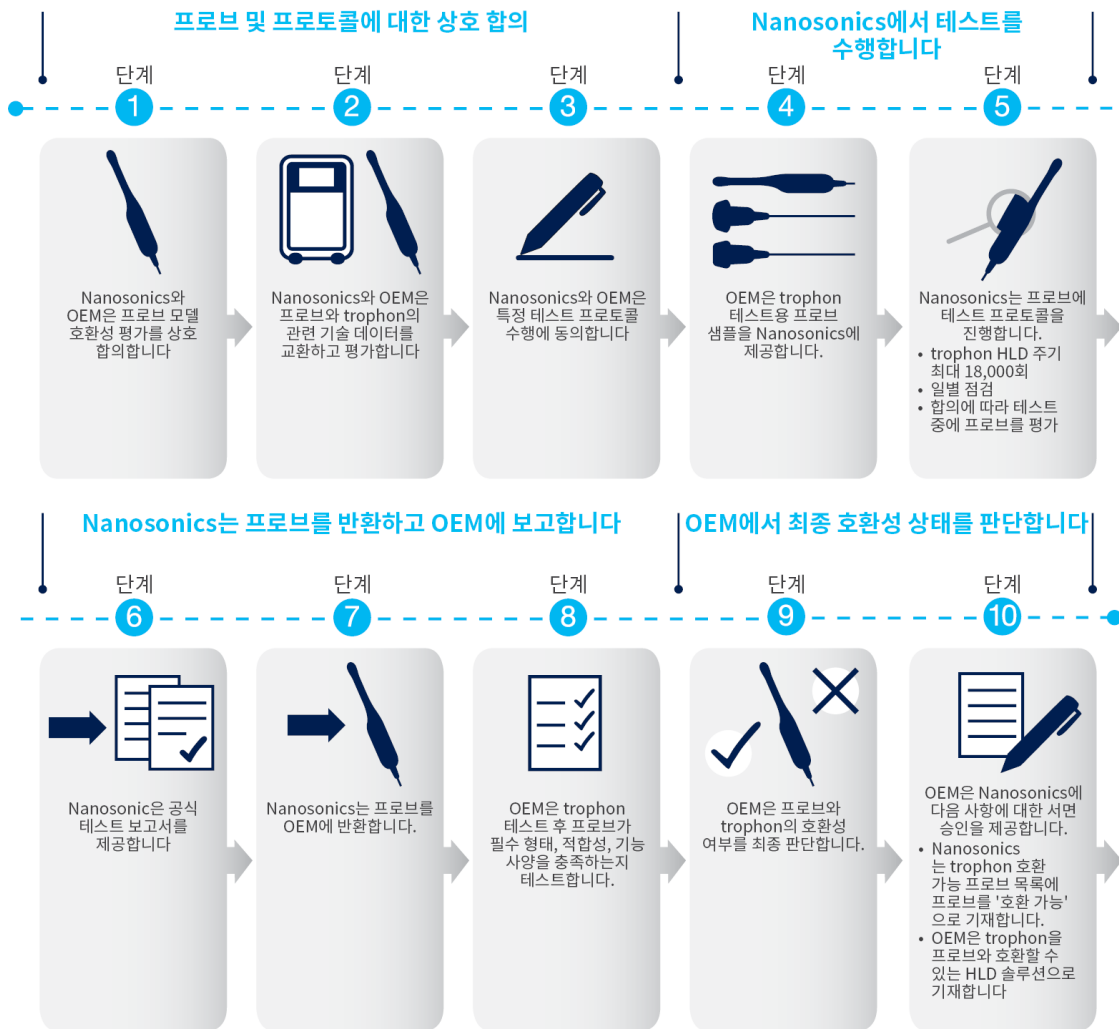 프로브 및 프로토콜에 대한 상호 합의
Nanosonics에서 테스트를
수행합니다
단계
1
단계
2
단계
3
단계
4
단계
5
Nanosonics와
OEM은 프로브 모델
호환성 평가를 상호
합의합니다
Nanosonics와 OEM은
프로브와 trophon의
관련 기술 데이터를
교환하고 평가합니다
Nanosonics와 OEM은
특정 테스트 프로토콜
수행에 동의합니다
OEM은 trophon
테스트용 프로브
샘플을 Nanosonics에
제공합니다.
Nanosonics는 프로브에
테스트 프로토콜을
진행합니다.
• trophon HLD 주기
최대 18,000회
• 일별 점검
• 합의에 따라 테스트
중에 프로브를 평가
Nanosonics는 프로브를 반환하고 OEM에 보고합니다
OEM에서 최종 호환성 상태를 판단합니다
단계
6
단계
7
단계
8
단계
9
단계
10
Nanosonic은 공식
테스트 보고서를
제공합니다
Nanosonics는 프로브를
OEM에 반환합니다.
OEM은 trophon
테스트 후 프로브가
필수 형태, 적합성, 기능
사양을 충족하는지
테스트합니다.
OEM은 프로브와
trophon의 호환성
여부를 최종 판단합니다.
OEM은 Nanosonics에
다음 사항에 대한 서면
승인을 제공합니다.
• Nanosonics
는 trophon 호환
가능 프로브 목록에
프로브를 '호환 가능'
으로 기재합니다.
• OEM은 trophon을
프로브와 호환할 수
있는 HLD 솔루션으로
기재합니다